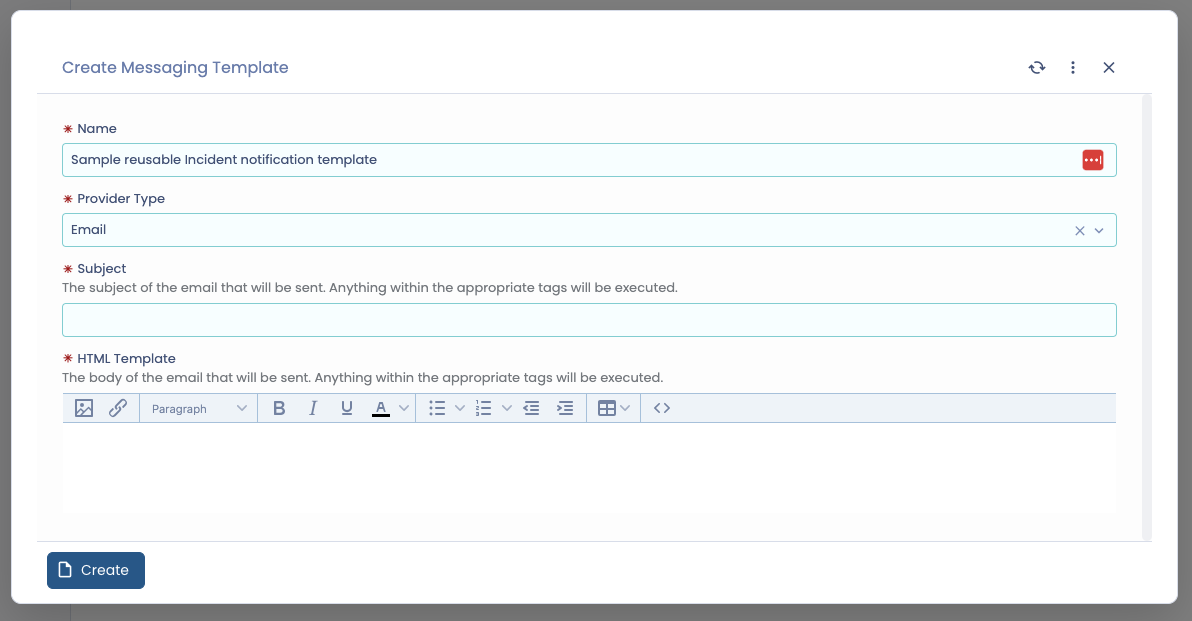 Create Messaging Template
* Name
Sample reusable Incident notification template
* Provider Type
Email
* Subject
The subject of the email that will be sent. Anything within the appropriate tags will be executed.
* HTML Template
The body of the email that will be sent. Anything within the appropriate tags will be executed.
Paragraph B I U A
Create